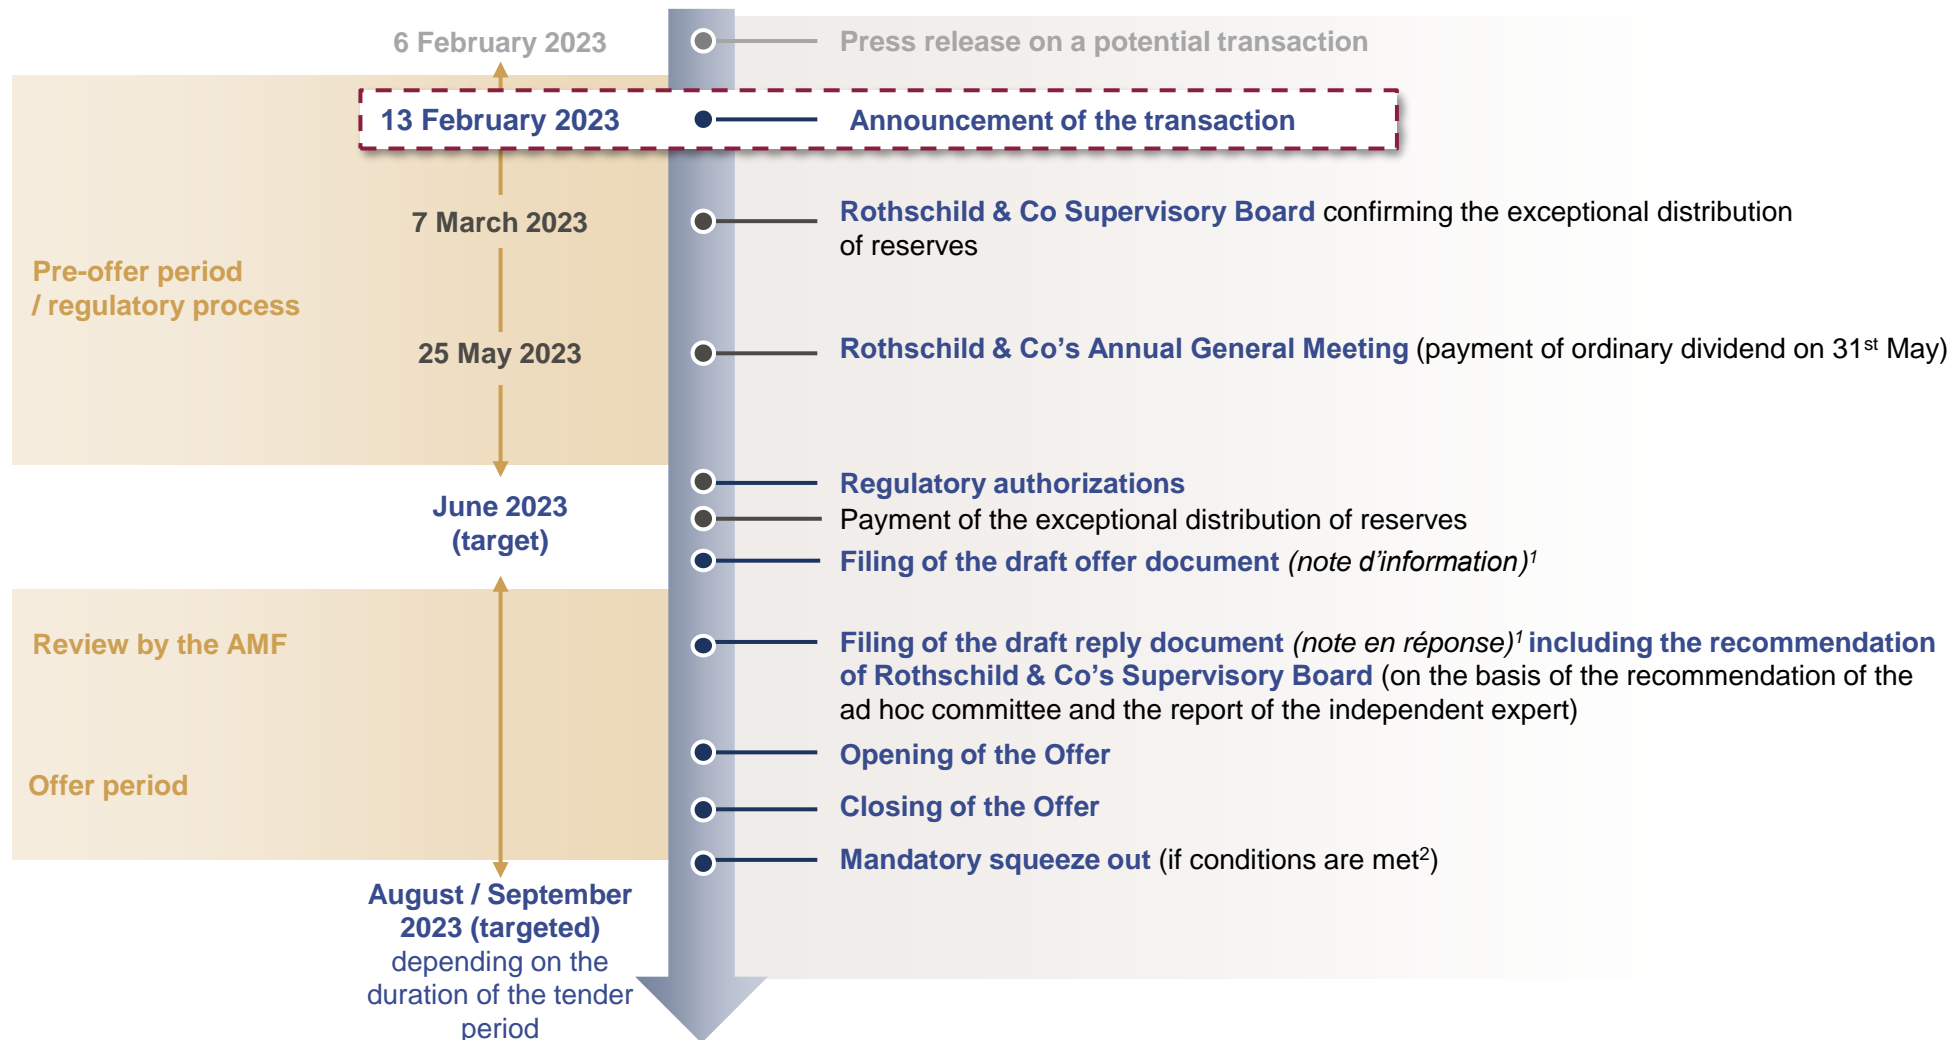 6 February 2023
Press release on a potential transaction
13 February 2023
Announcement of the transaction
7 March 2023
Rothschild & Co Supervisory Board confirming the exceptional distribution
of reserves
Pre-offer period
/ regulatory process
25 May 2023
Rothschild & Co’s Annual General Meeting (payment of ordinary dividend on 31st May)
June 2023
(target)
Regulatory authorizations
Payment of the exceptional distribution of reserves
Filing of the draft offer document (note d’information)1
Review by the AMF
Filing of the draft reply document (note en réponse)1 including the recommendation
of Rothschild & Co’s Supervisory Board (on the basis of the recommendation of the
ad hoc committee and the report of the independent expert)
Offer period
Opening of the Offer
Closing of the Offer
Mandatory squeeze out (if conditions are met2)
August / September
2023 (targeted)
depending on the
duration of the tender
period